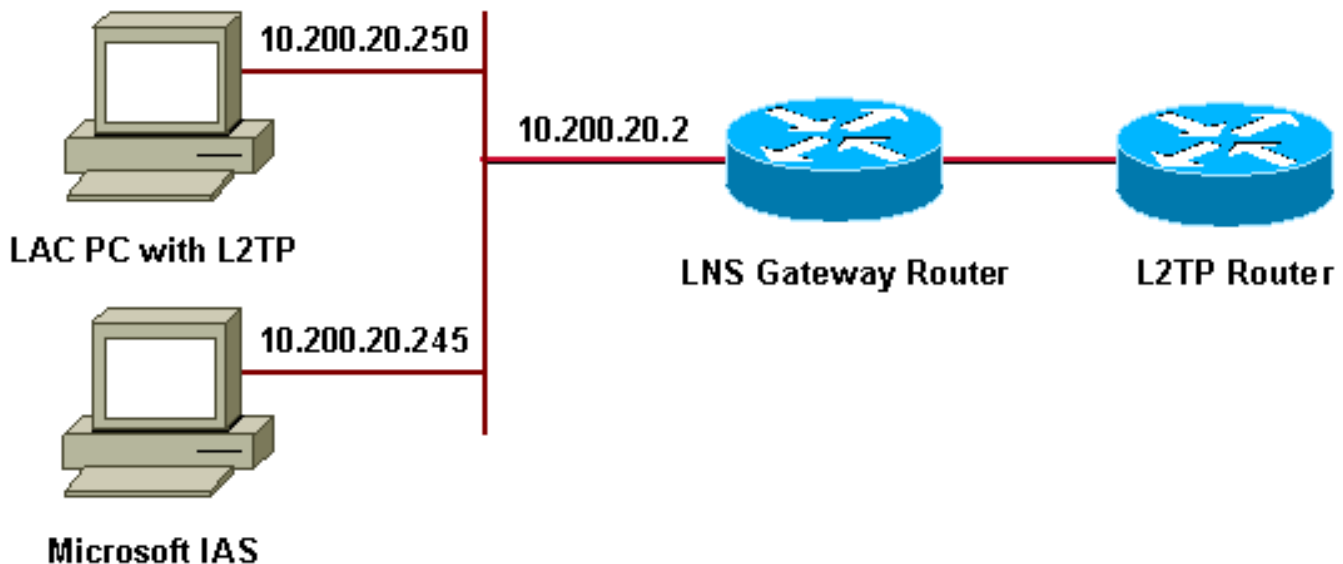 10.200.20.250
10.200.20.2
LAC PC with L2TP
LNS Gateway Router
L2TP Router
10.200.20.245
Microsoft IAS